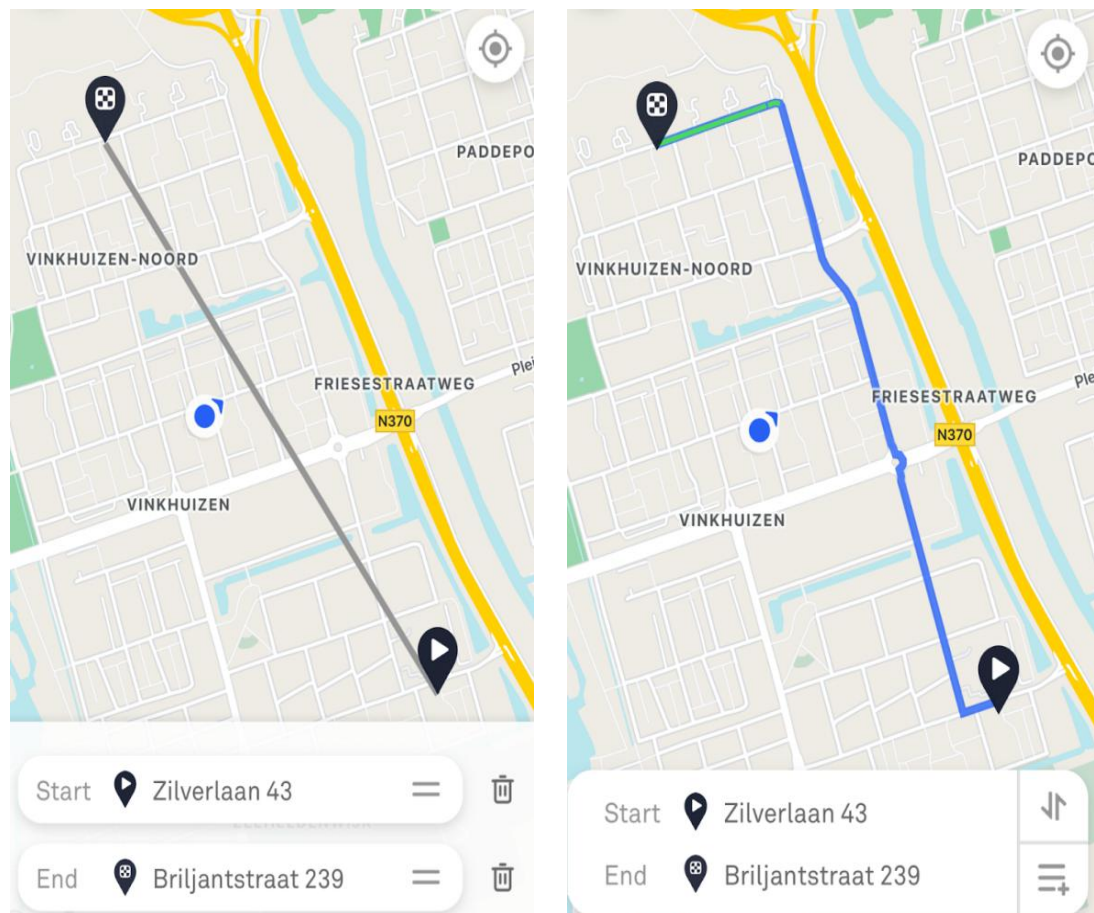 PADDEPO
VINKHUIZEN-NOORD
FRIESESTRAATWEG
Plei
N370
VINKHUIZEN
Start Zilverlaan 43
End Briljantstraat 239
PADDEPO
VINKHUIZEN-NOORD
Ple
FRIESESTRAATWEG
N370
VINKHUIZEN
Start Zilverlaan 43
End Briljantstraat 239